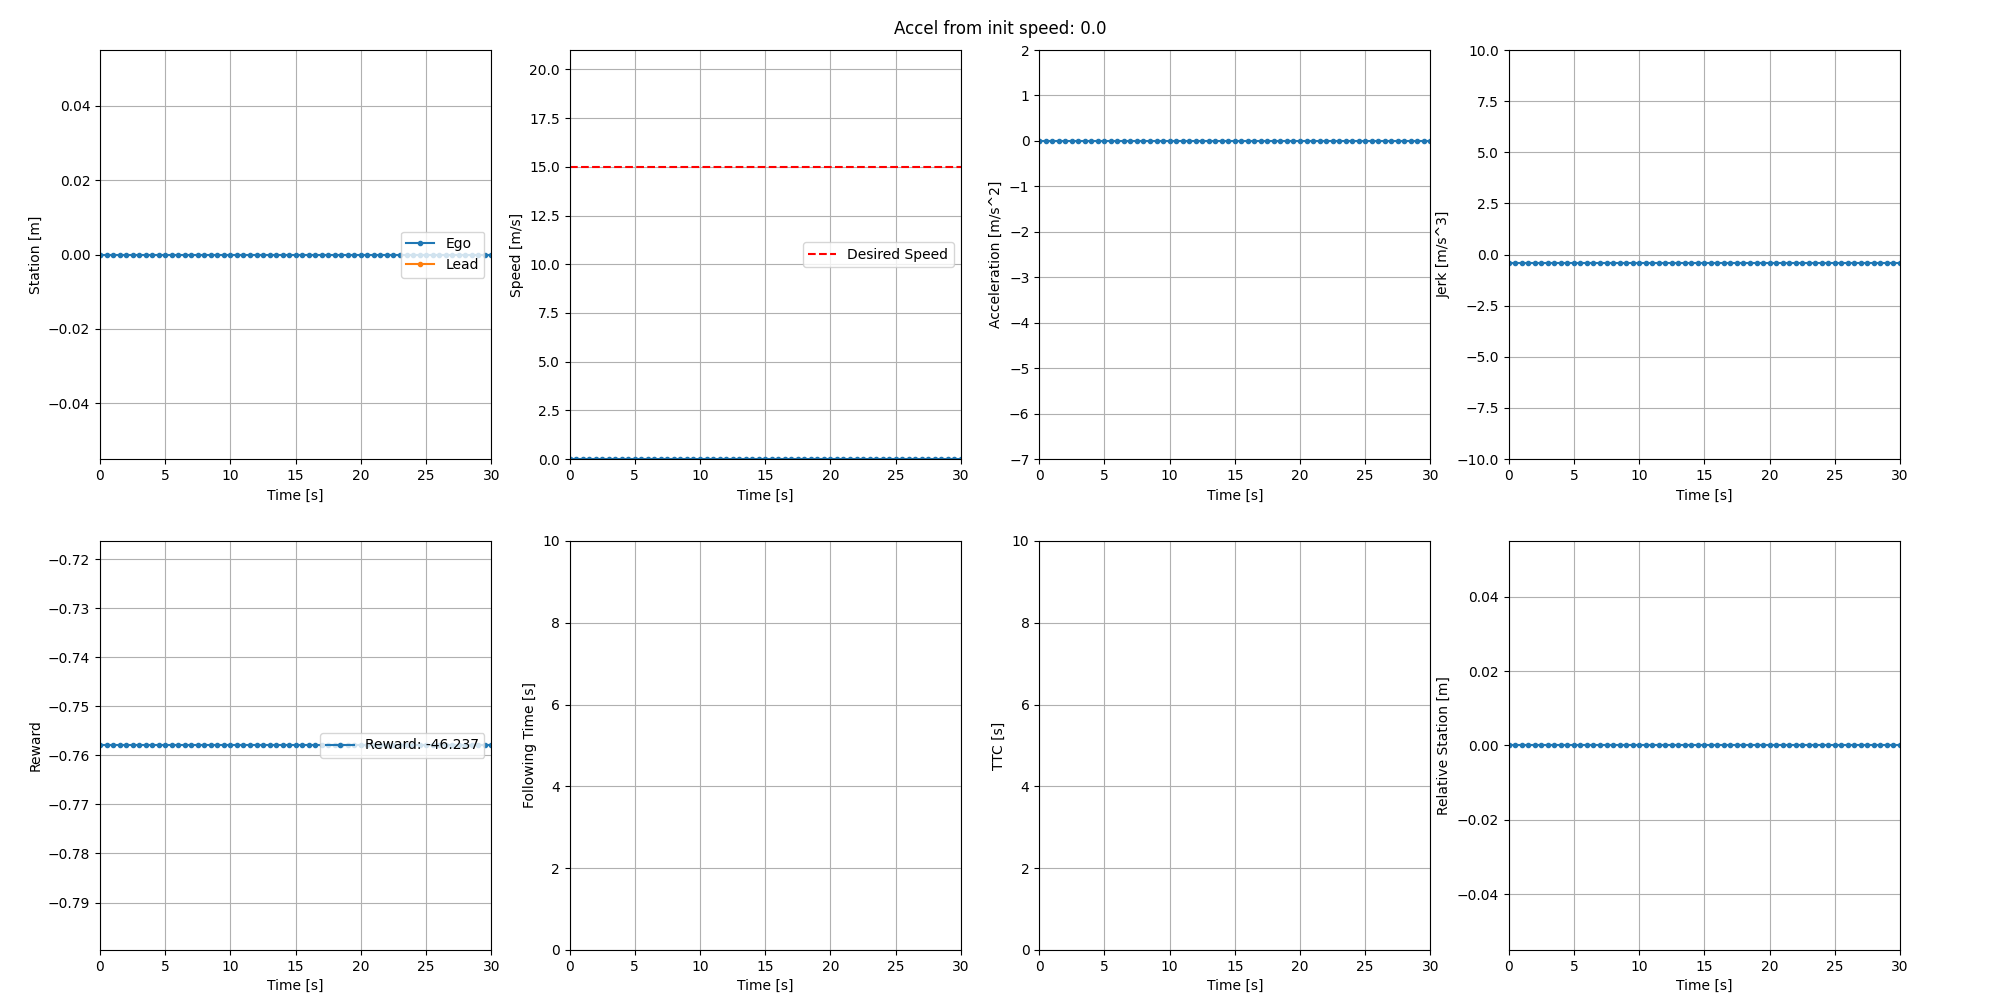 Accel from init speed: 0.0
Station [m]
0.04
0.02
0.00
−0.02
−0.04
Ego
Lead
0 5 10 15 20 25 30
Time [s]
Speed [m/s]
20.0
17.5
15.0
12.5
10.0
7.5
5.0
2.5
0.0
Desired Speed
0 5 10 15 20 25 30
Time [s]
Acceleration [m/s^2]
2
1
0
−1
−2
−3
−4
−5
−6
−7
0 5 10 15 20 25 30
Time [s]
Jerk [m/s^3]
10.0
7.5
5.0
2.5
0.0
−2.5
−5.0
−7.5
−10.0
0 5 10 15 20 25 30
Time [s]
Reward
−0.72
−0.73
−0.74
−0.75
−0.76
−0.77
−0.78
−0.79
Reward: -46.237
0 5 10 15 20 25 30
Time [s]
Following Time [s]
10
8
6
4
2
0
0 5 10 15 20 25 30
Time [s]
TTC [s]
10
8
6
4
2
0
0 5 10 15 20 25 30
Time [s]
Relative Station [m]
0.04
0.02
0.00
−0.02
−0.04
0 5 10 15 20 25 30
Time [s]